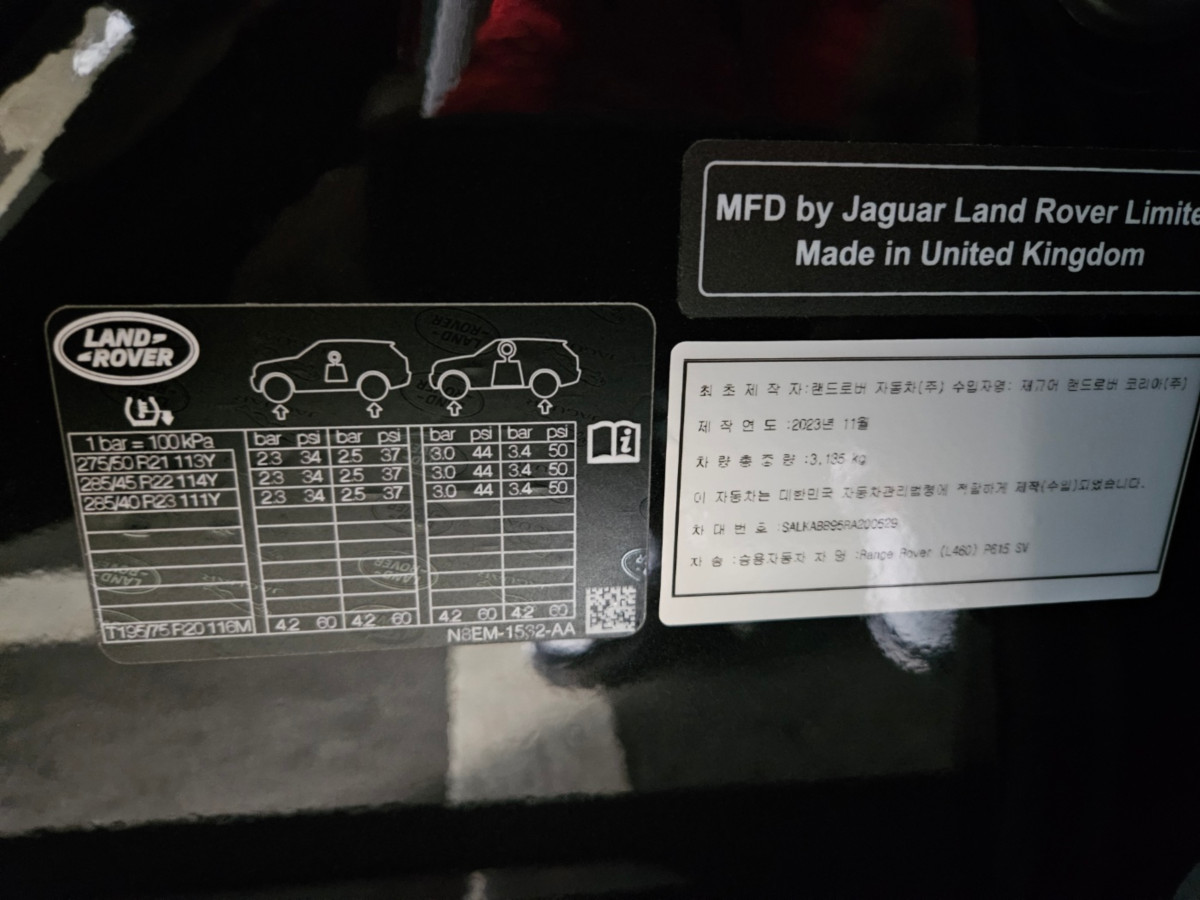 MFD by Jaguar Land Rover Limite
Made in United Kingdom
LAND-
-ROVER
1 bar = 100 kPa bar psi bar psi bar psi bar psi
275/50 R21 113Y 2.3 34 2.5 37 3.0 44 3.4 50
285/45 R22 114Y 2.3 34 2.5 37 3.0 44 3.4 50
285/40 R23 111Y 2.3 34 2.5 37 3.0 44 3.4 50
T195/75 R20 116M 4.2 60 4.2 60 4.2 60 4.2 60
N8EM-1532-AA
최 초 제 작 자:랜드로버 자동차(주) 수입자명: 재규어 랜드로버 코리아(주)
제 작 연 도 :2023년 11월
차 량 총 중 량 :3,135 kg
이 자동차는 대한민국 자동차관리법령에 적합하게 제작(수입)되었습니다.
차 대 번 호 :
차 종 :승용자동차 차 명 :Range Rover (L460) P615 SV